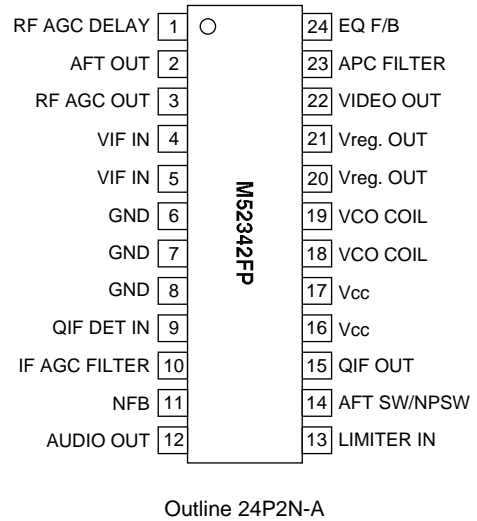 RF AGC DELAY 1 24 EQ F/B
AFT OUT 2 23 APC FILTER
RF AGC OUT 3 22 VIDEO OUT
VIF IN 4 21 Vreg. OUT
VIF IN 5 20 Vreg. OUT
GND 6 19 VCO COIL
GND 7 18 VCO COIL
GND 8 17 Vcc
QIF DET IN 9 16 Vcc
IF AGC FILTER 10 15 QIF OUT
NFB 11 14 AFT SW/NPSW
AUDIO OUT 12 13 LIMITER IN
M52342FP
Outline 24P2N-A